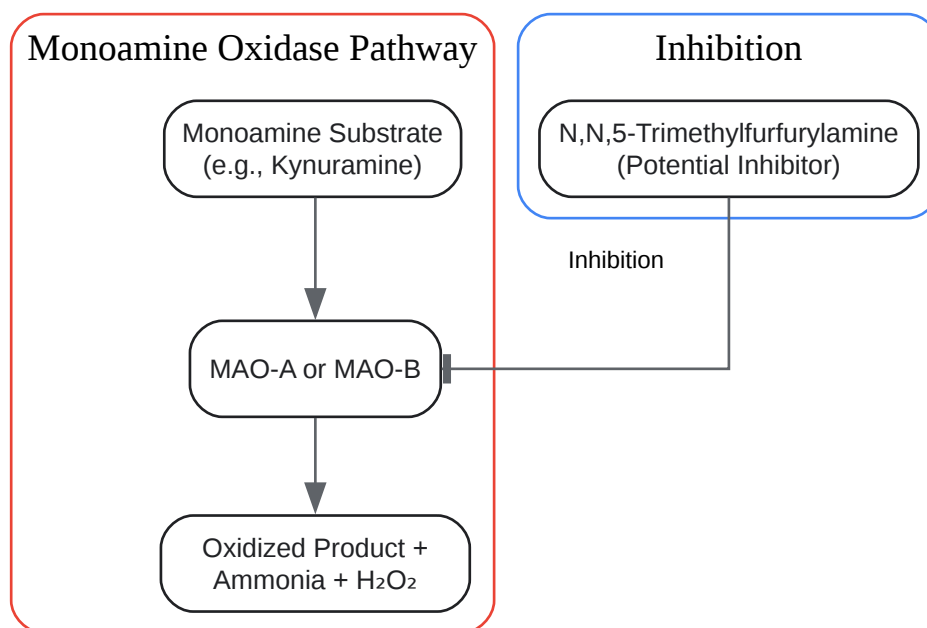 Monoamine Oxidase Pathway
Monoamine Substrate
(e.g., Kynuramine)
MAO-A or MAO-B
Oxidized Product +
Ammonia + H₂O₂
Inhibition
N,N,5-Trimethylfurfurylamine
(Potential Inhibitor)
Inhibition